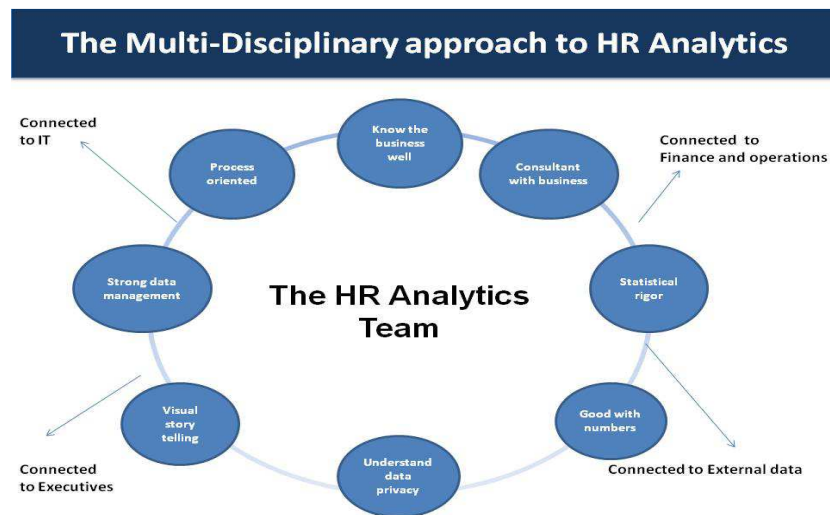 The Multi-Disciplinary approach to HR Analytics
Connected
to IT
Process
oriented
Know the
business
well
Consultant
with business
Connected to
Finance and operations
Strong data
management
The HR Analytics
Team
Statistical
rigor
Visual
story
telling
Good with
numbers
Understand
data
privacy
Connected
to Executives
Connected to External data